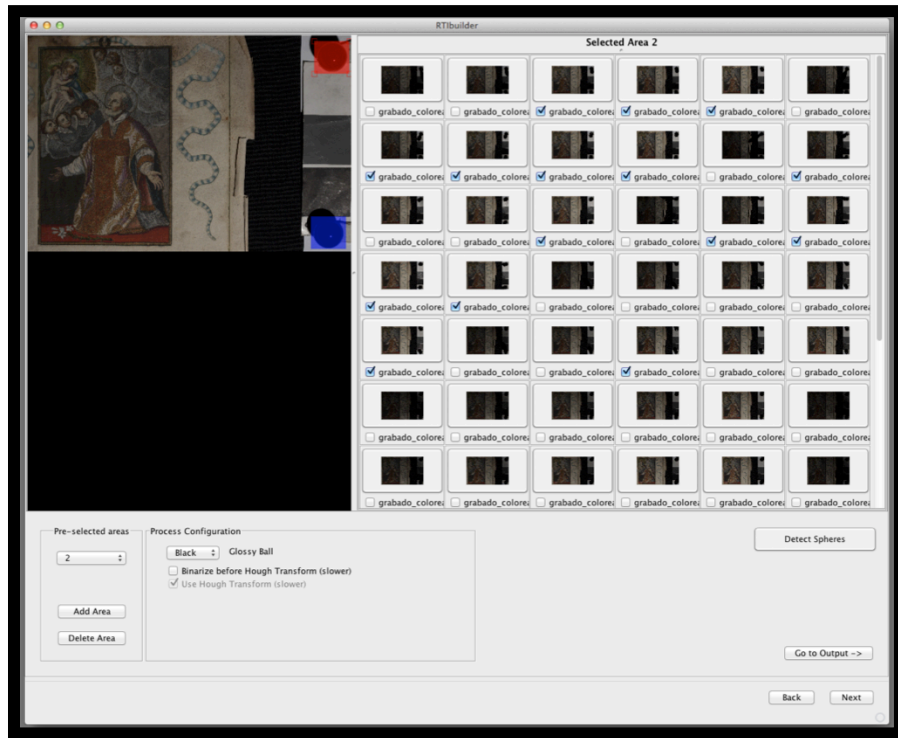 RTIbuilder
Selected Area 2
grabado_colorea grabado_colorea grabado_colorea grabado_colorea grabado_colorea grabado_colorea
grabado_colorea grabado_colorea grabado_colorea grabado_colorea grabado_colorea grabado_colorea
grabado_colorea grabado_colorea grabado_colorea grabado_colorea grabado_colorea grabado_colorea
grabado_colorea grabado_colorea grabado_colorea grabado_colorea grabado_colorea grabado_colorea
grabado_colorea grabado_colorea grabado_colorea grabado_colorea grabado_colorea grabado_colorea
grabado_colorea grabado_colorea grabado_colorea grabado_colorea grabado_colorea grabado_colorea
grabado_colorea grabado_colorea grabado_colorea grabado_colorea grabado_colorea grabado_colorea
Pre-selected areas
Process Configuration
2
Black
Glossy Ball
Binarize before Hough Transform (slower)
Use Hough Transform (slower)
Add Area
Delete Area
Detect Spheres
Go to Output ->
Back
Next